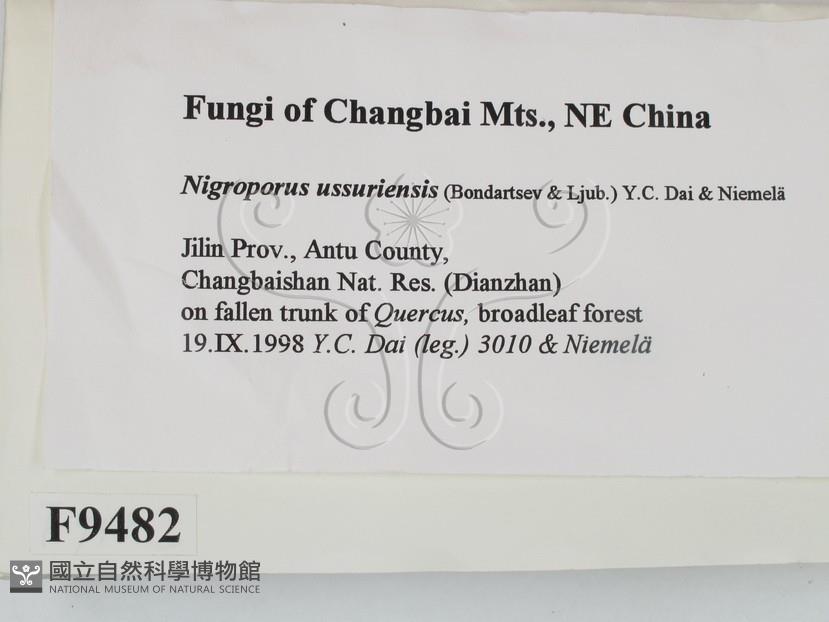 Fungi of Changbai Mts., NE China
Nigroporus ussuriensis (Bondartsev & Ljub.) Y.C. Dai & Niemelä
Jilin Prov., Antu County,
Changbaishan Nat. Res. (Dianzhan)
on fallen trunk of Quercus, broadleaf forest
19.IX.1998 Y.C. Dai (leg.) 3010 & Niemelä
F9482
國立自然科學博物館
NATIONAL MUSEUM OF NATURAL SCIENCE